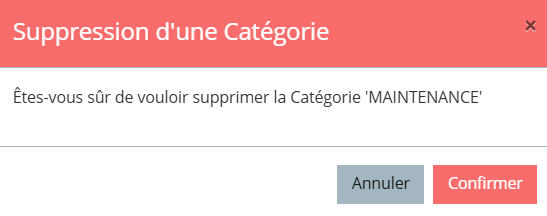 Suppression d'une Catégorie
×
Êtes-vous sûr de vouloir supprimer la Catégorie 'MAINTENANCE'
Annuler Confirmer